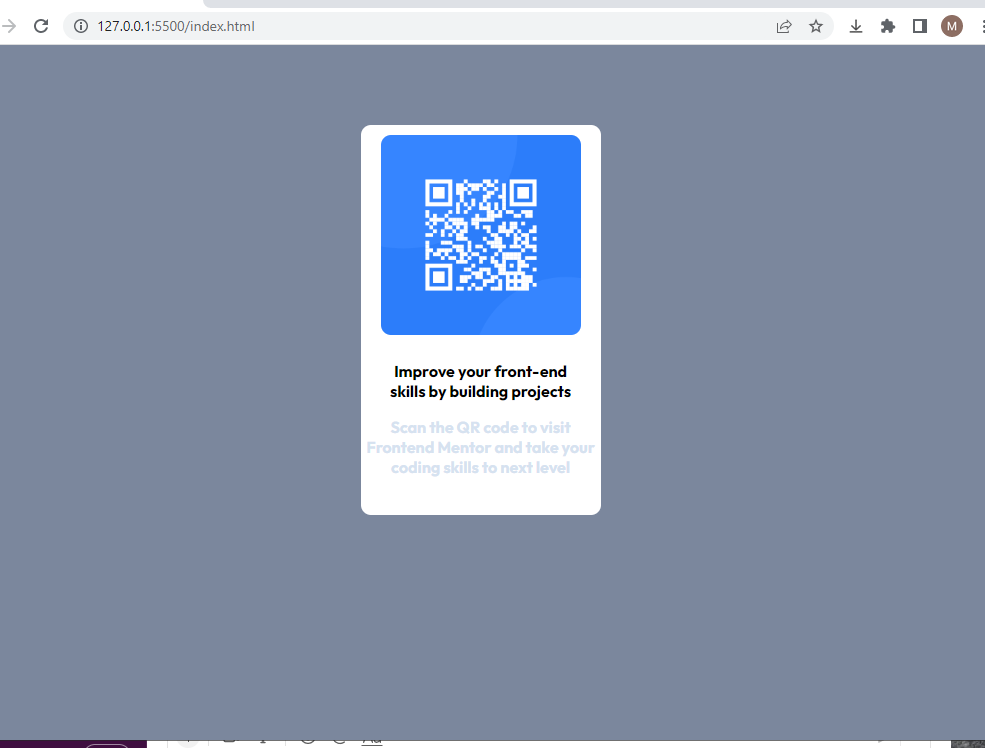 127.0.0.1:5500/index.html
M
Improve your front-end
skills by building projects
Scan the QR code to visit
Frontend Mentor and take your
coding skills to next level